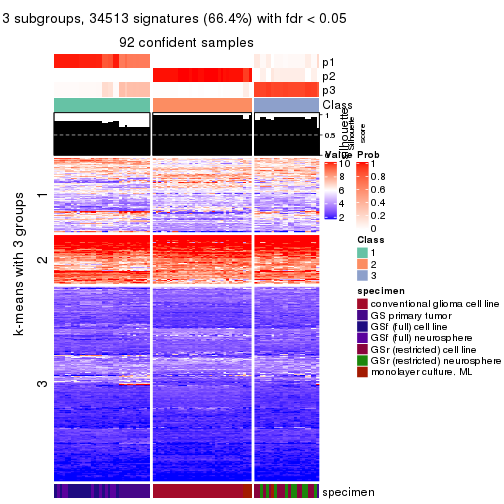 3 subgroups, 34513 signatures (66.4%) with fdr < 0.05
92 confident samples
p1
p2
p3
Class
1
0.5
Silhouette
score
k-means with 3 groups
1
2
3
specimen
Value
10
8
6
4
2
Prob
1
0.8
0.6
0.4
0.2
0
Class
1
2
3
specimen
conventional glioma cell line
GS primary tumor
GSf (full) cell line
GSf (full) neurosphere
GSr (restricted) cell line
GSr (restricted) neurosphere
monolayer culture. ML